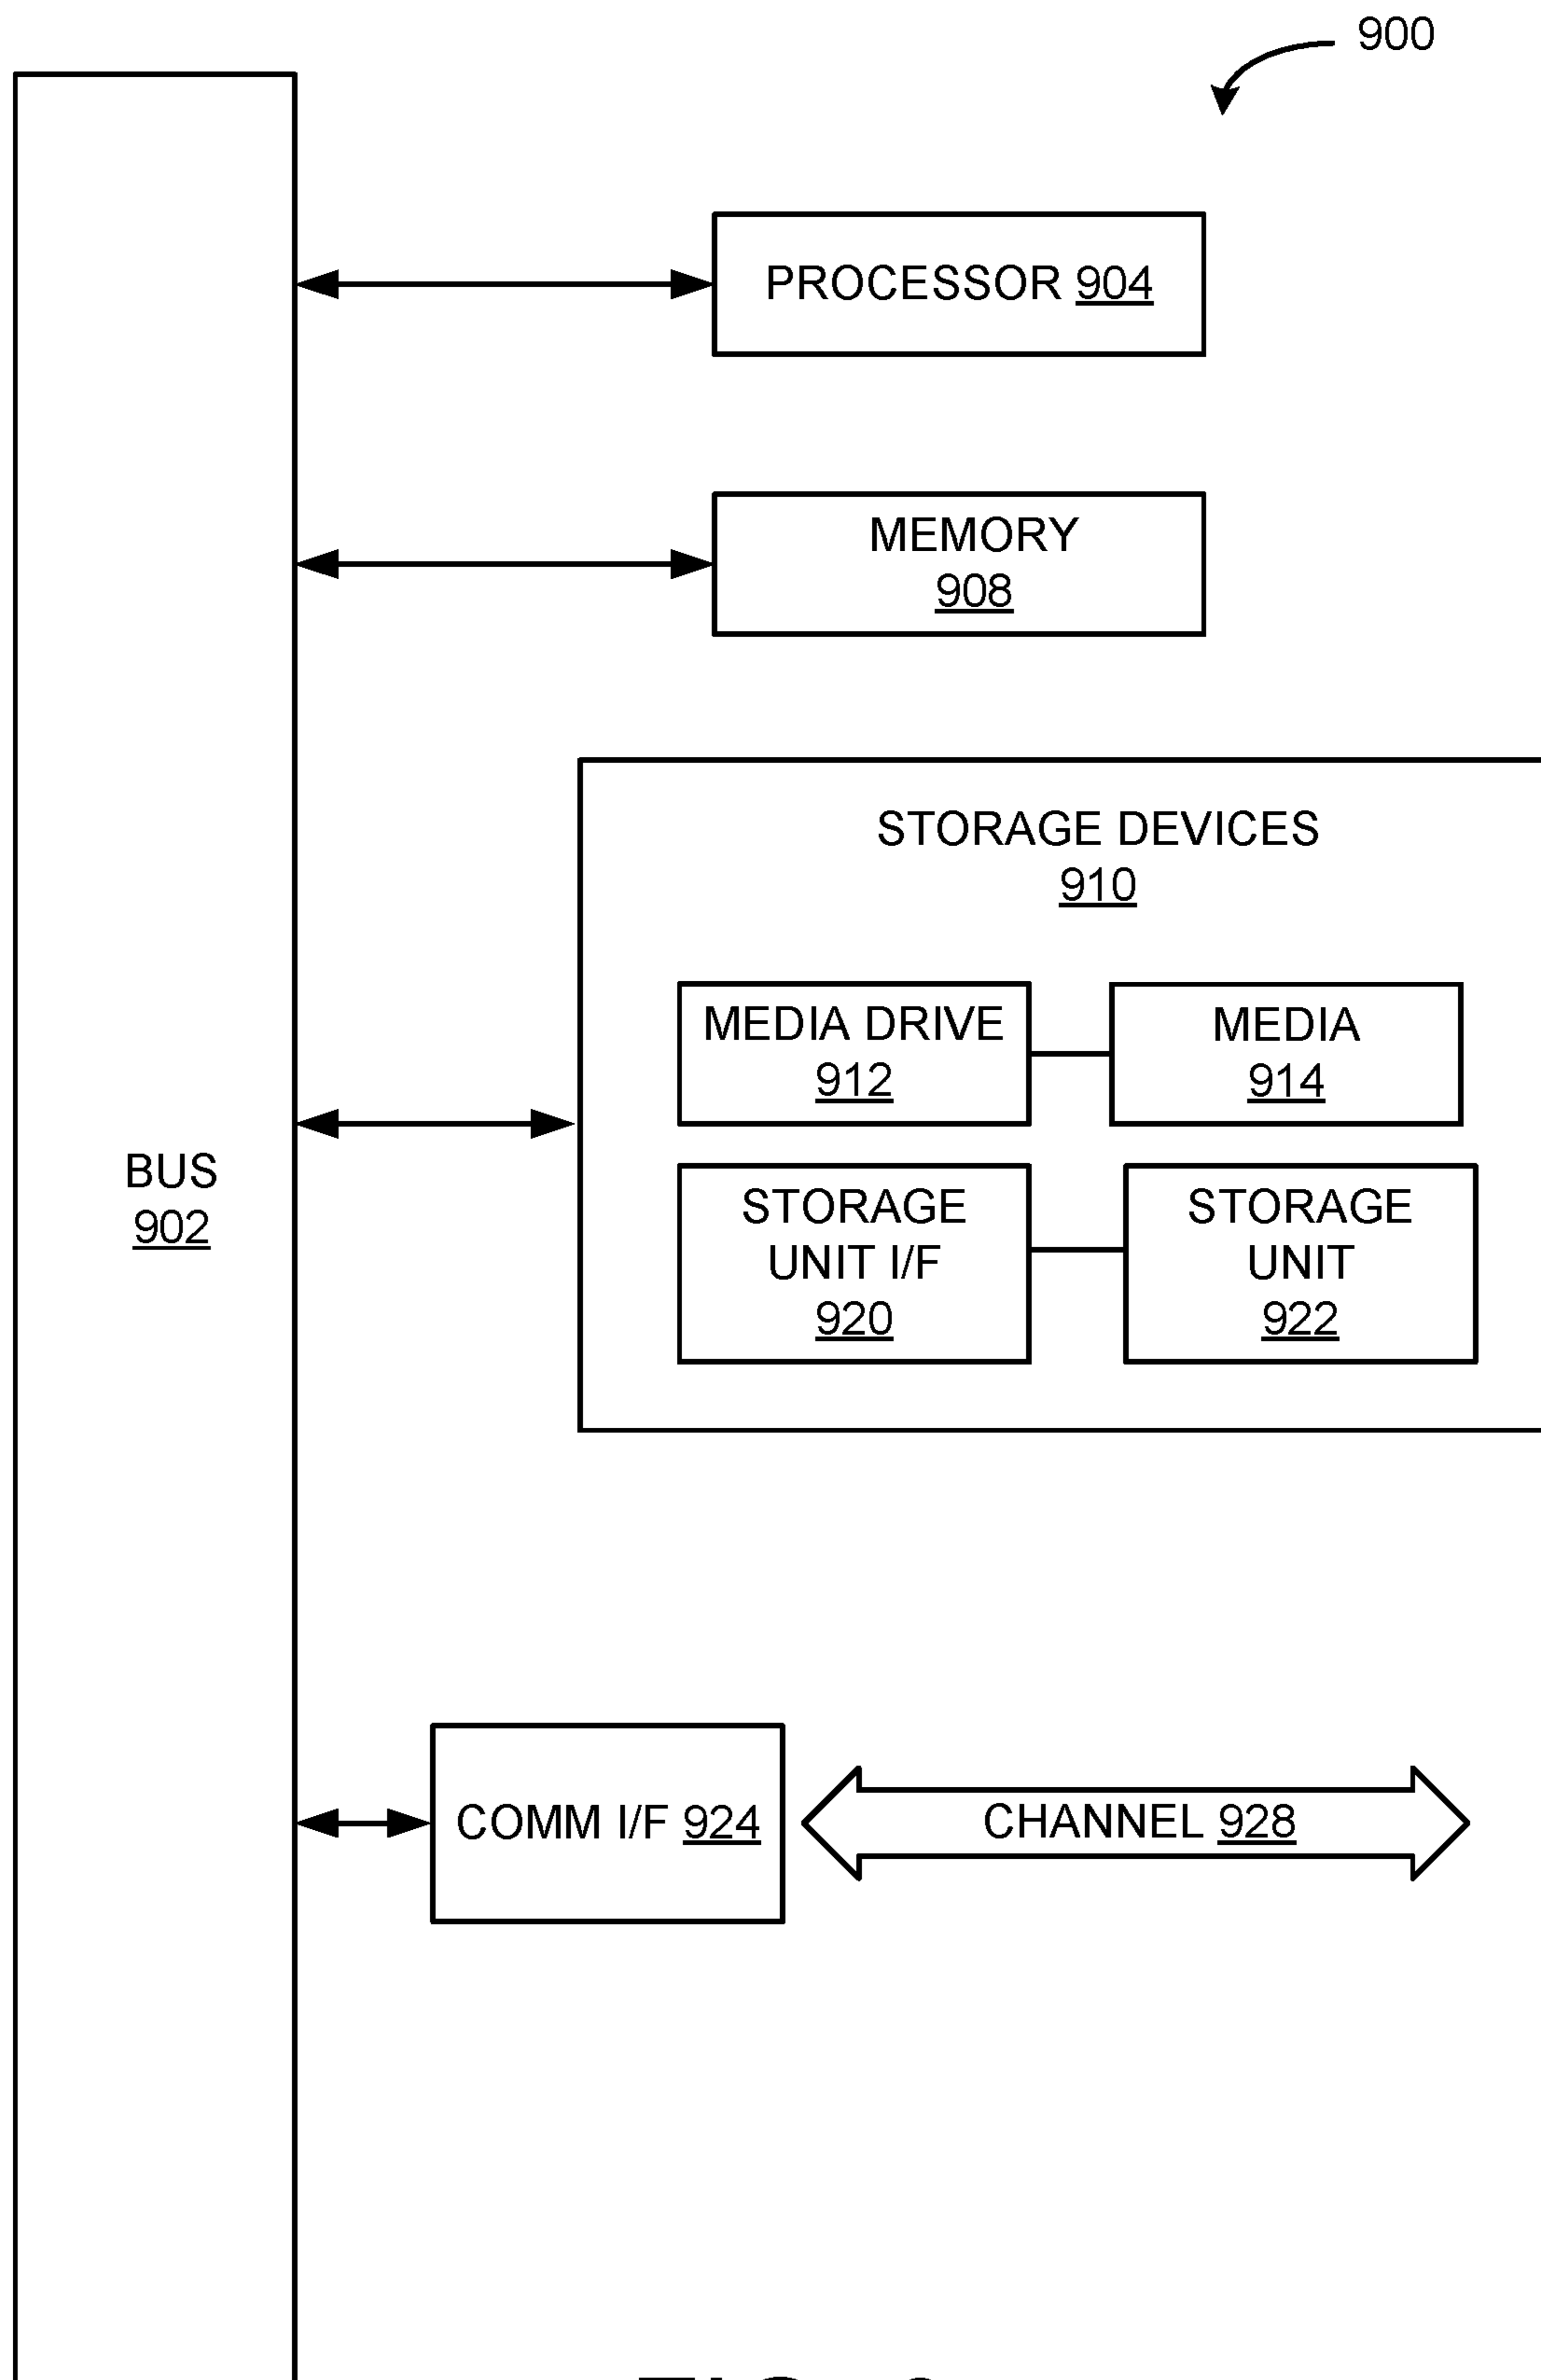 900
PROCESSOR 904
MEMORY
908
STORAGE DEVICES
910
MEDIA DRIVE
912
MEDIA
914
BUS
902
STORAGE
UNIT I/F
920
STORAGE
UNIT
922
COMM I/F 924
CHANNEL 928